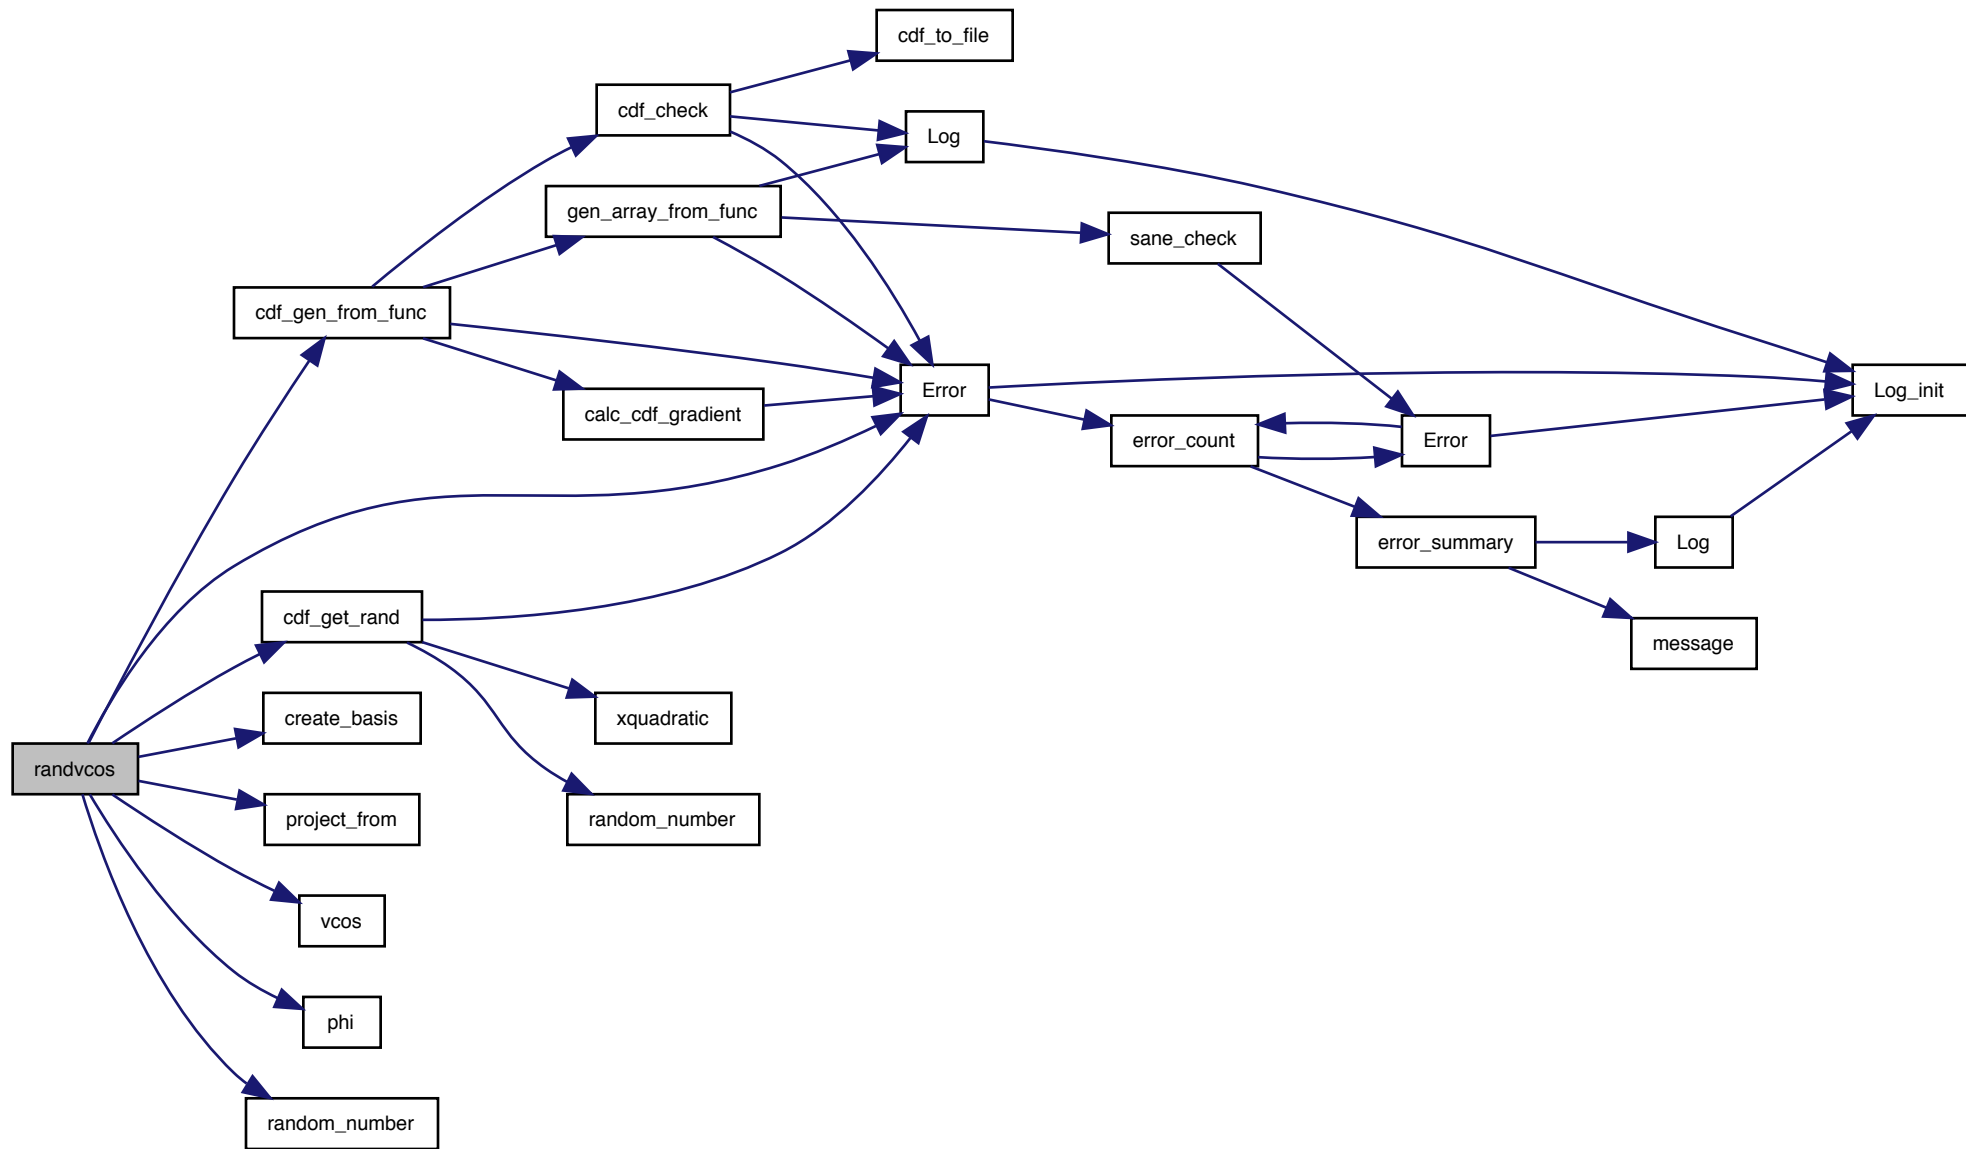 cdf_to_file
cdf_check
Log
gen_array_from_func
sane_check
cdf_gen_from_func
Error
Log_init
calc_cdf_gradient
error_count
Error
error_summary
Log
cdf_get_rand
message
create_basis
xquadratic
randvcos
project_from
random_number
vcos
phi
random_number